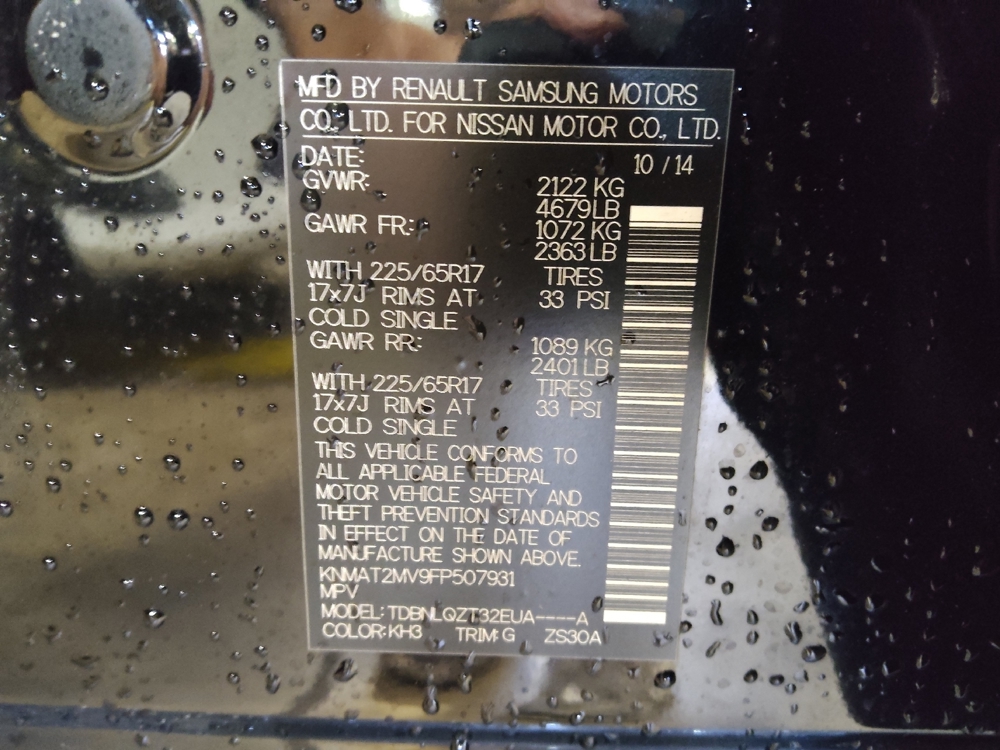 MFD BY RENAULT SAMSUNG MOTORS
CO., LTD. FOR NISSAN MOTOR CO., LTD.
DATE: 10 / 14
GVWR: 2122 KG
4679 LB
GAWR FR: 1072 KG
2363 LB
WITH 225/65R17 TIRES
17x7J RIMS AT 33 PSI
COLD SINGLE
GAWR RR: 1089 KG
2401 LB
WITH 225/65R17 TIRES
17x7J RIMS AT 33 PSI
COLD SINGLE
THIS VEHICLE CONFORMS TO
ALL APPLICABLE FEDERAL
MOTOR VEHICLE SAFETY AND
THEFT PREVENTION STANDARDS
IN EFFECT ON THE DATE OF
MANUFACTURE SHOWN ABOVE.
KNMAT2MV9FP507931
MPV
MODEL: TDBNLQZT32EUA----A
COLOR: KH3 TRIM: G ZS30A